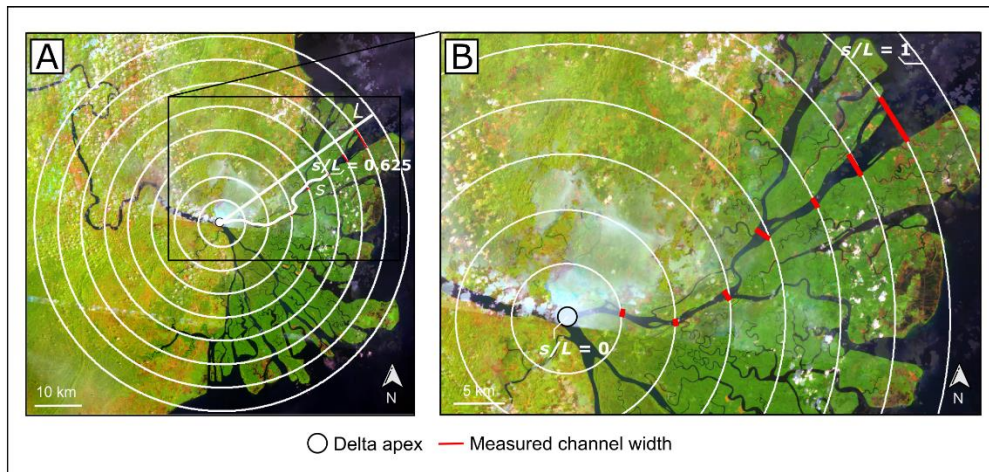 A
L
s/L = 0.625
S
10 km
N
B
s/L = 1
s/L = 0
5 km
N
Delta apex
Measured channel width